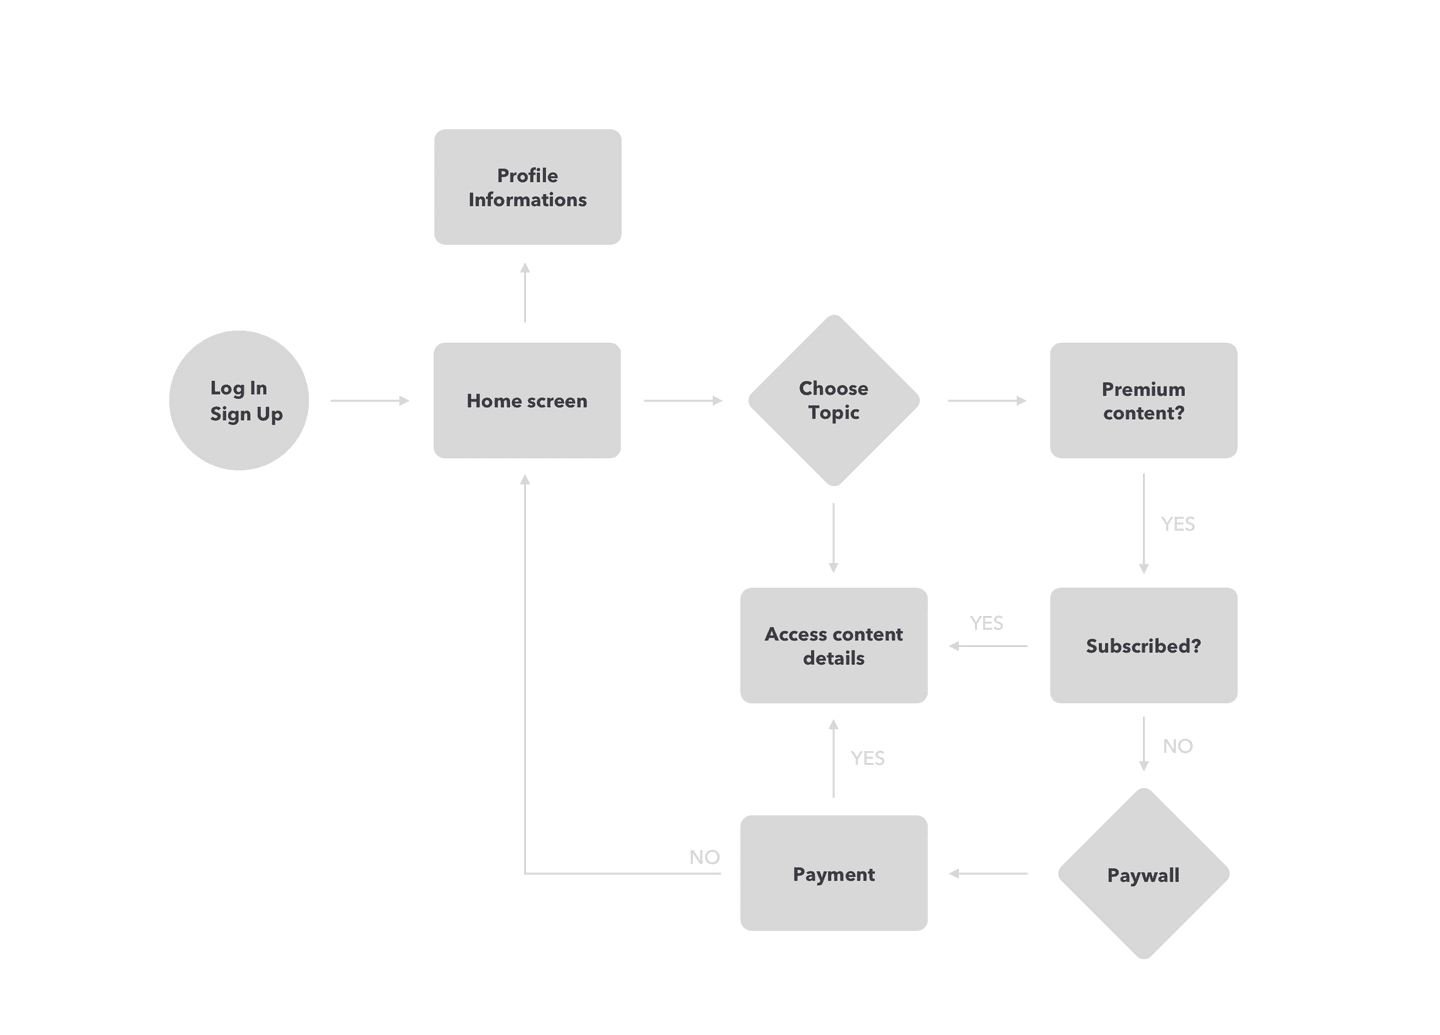 Profile
Informations
Log In
Sign Up
Home screen
Choose
Topic
Premium
content?
YES
Access content
details
YES
Subscribed?
YES
NO
NO
Payment
Paywall